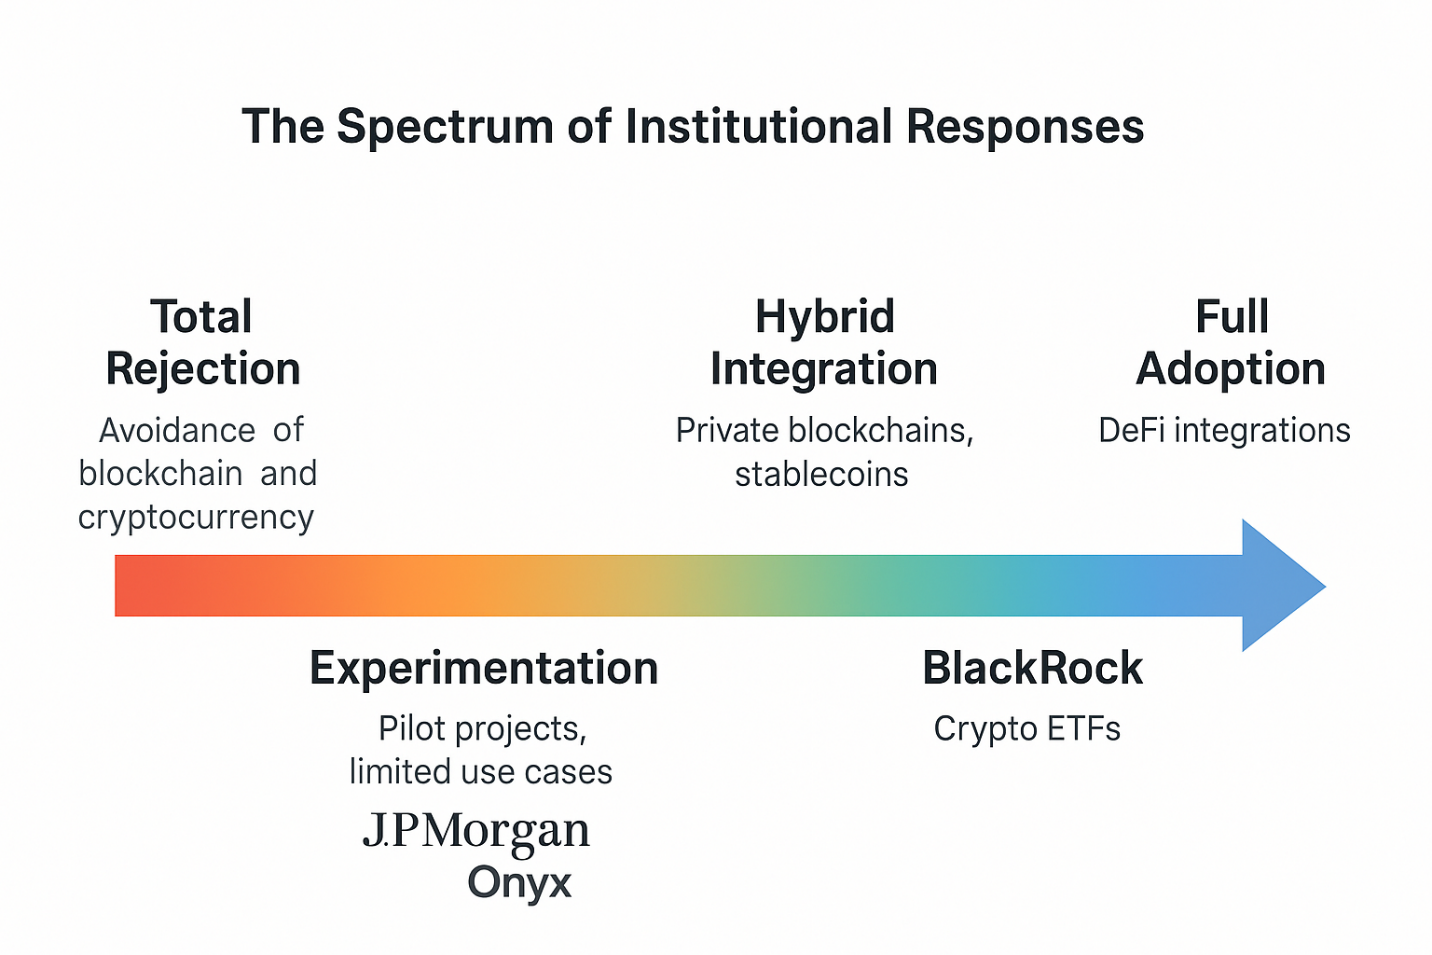 The Spectrum of Institutional Responses
Total
Rejection
Avoidance of
blockchain and
cryptocurrency
Hybrid
Integration
Private blockchains,
stablecoins
Full
Adoption
DeFi integrations
Experimentation
Pilot projects,
limited use cases
J.P.Morgan
Onyx
BlackRock
Crypto ETFs